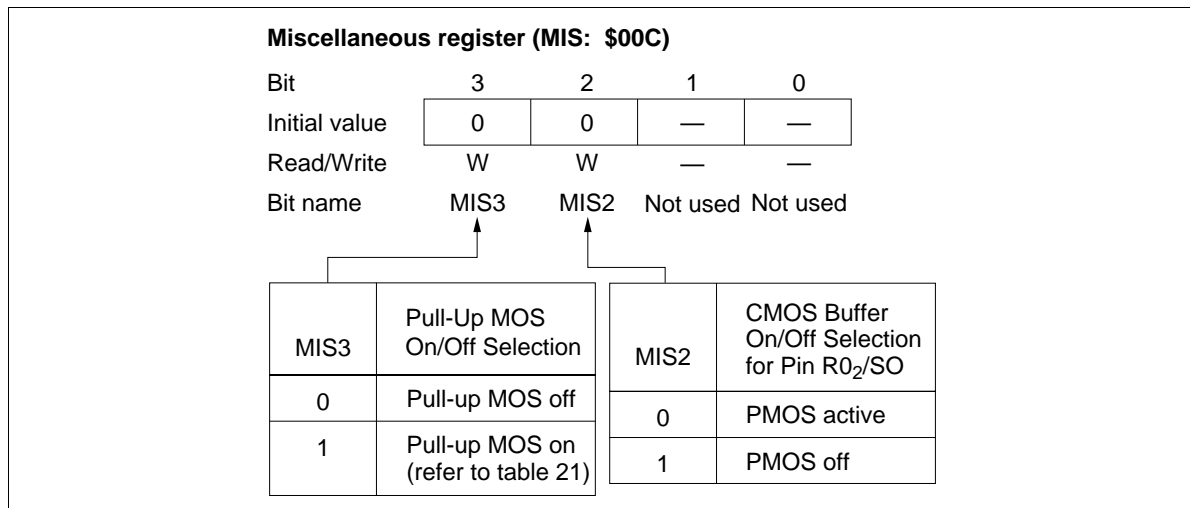 Miscellaneous register (MIS: $00C)
Bit 3 2 1 0
Initial value 0 0 — —
Read/Write W W — —
Bit name MIS3 MIS2 Not used Not used
MIS3 Pull-Up MOS
On/Off Selection
0 Pull-up MOS off
1 Pull-up MOS on
(refer to table 21)
MIS2 CMOS Buffer
On/Off Selection
for Pin R0₂/SO
0 PMOS active
1 PMOS off